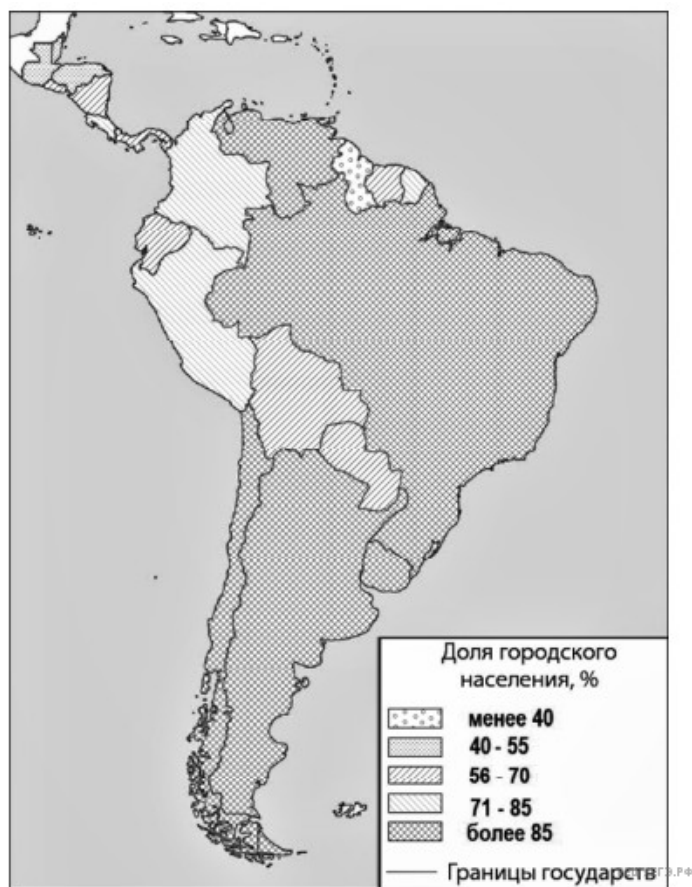 Доля городского
населения, %
менее 40
40 - 55
56 - 70
71 - 85
более 85
Границы государств